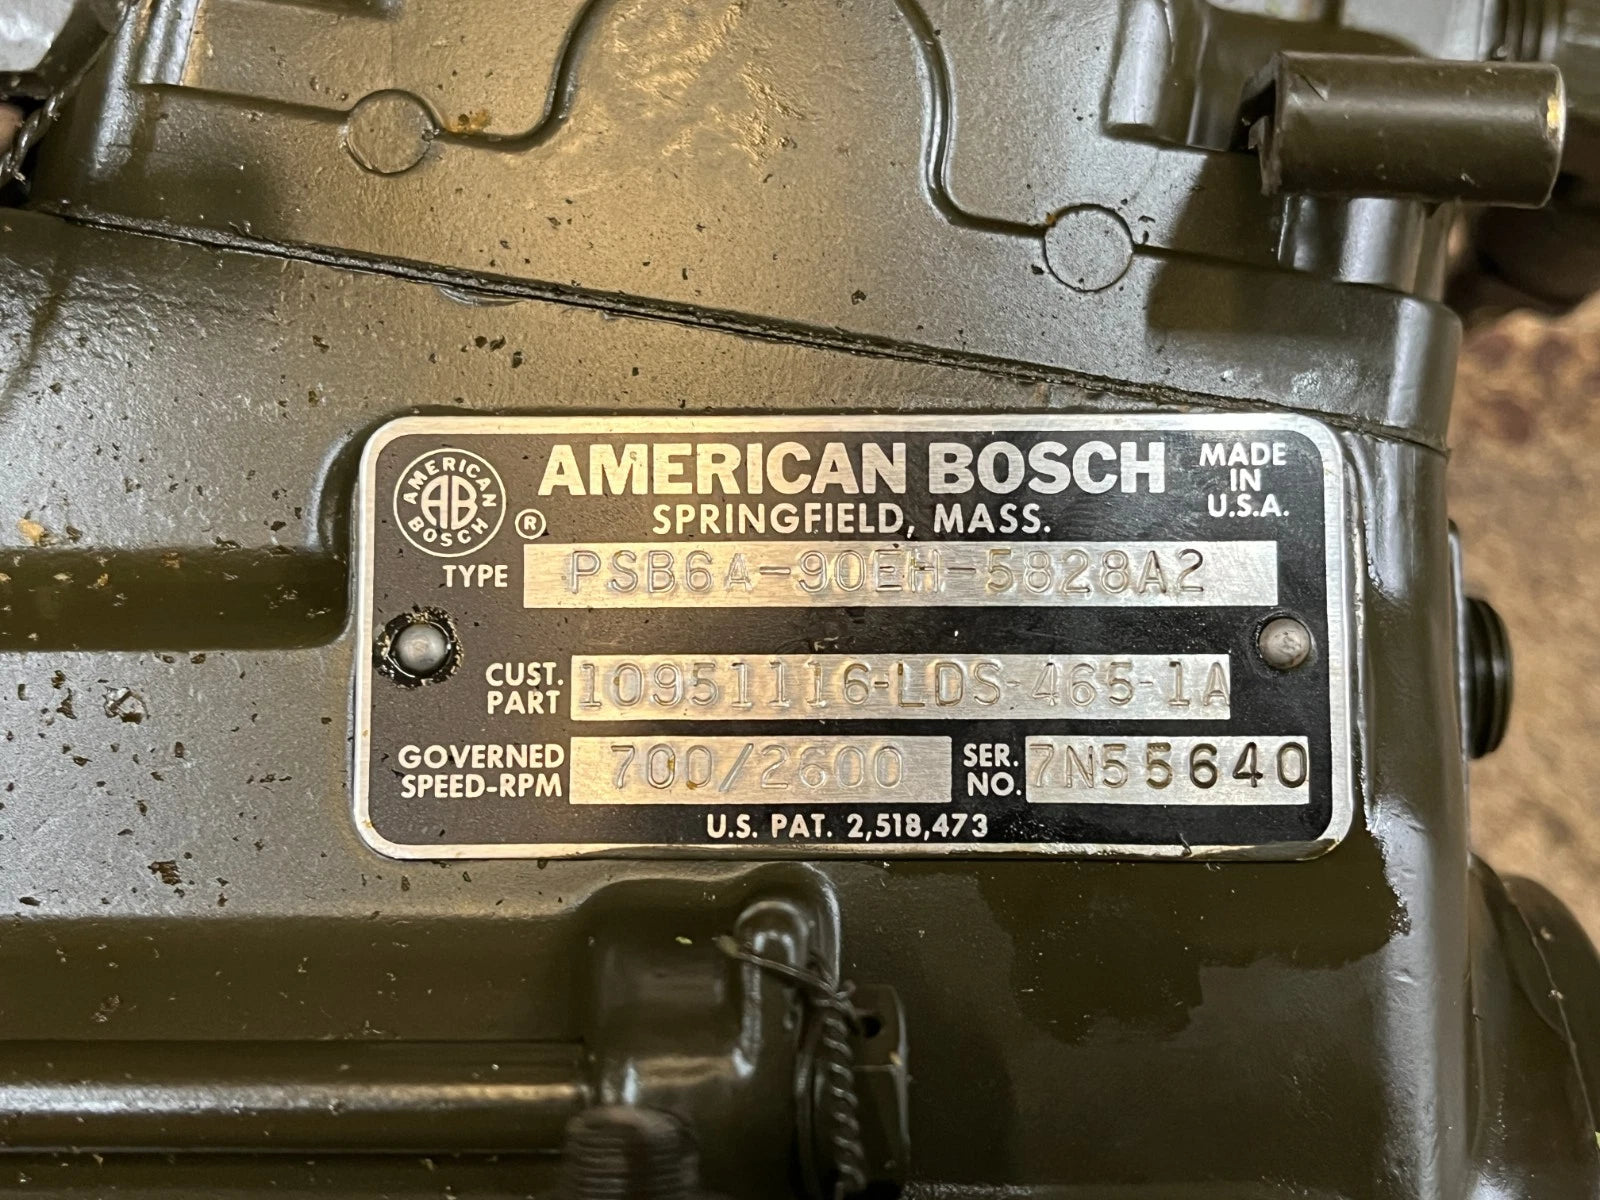 AMERICAN AB BOSCH ®
AMERICAN BOSCH
SPRINGFIELD, MASS.
MADE
IN
U.S.A.
TYPE PSB6A-90EH-5828A2
CUST. PART 10951116-LDS-465-1A
GOVERNED SPEED-RPM 700/2600 SER. NO. 7N55640
U.S. PAT. 2,518,473